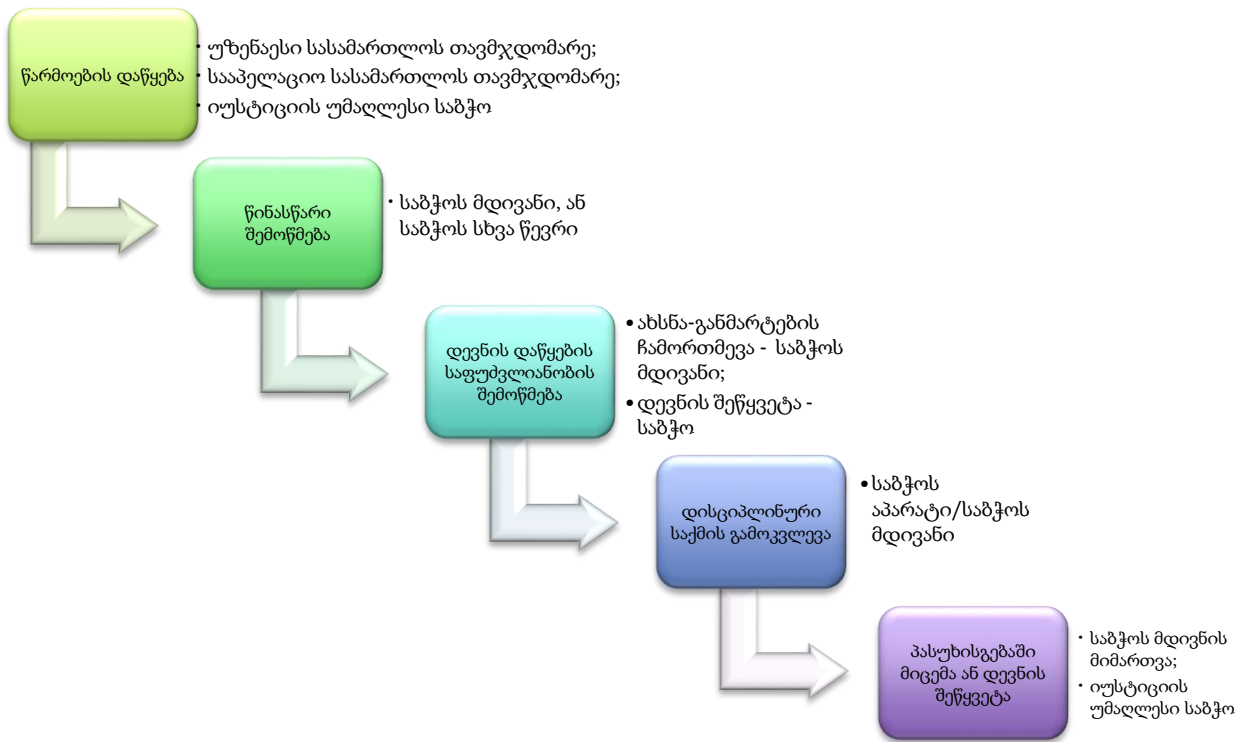 წარმოების დაწყება
· უზენაესი სასამართლოს თავმჯდომარე;
· სააპელაციო სასამართლოს თავმჯდომარე;
· იუსტიციის უმაღლესი საბჭო
წინასწარი
შემოწმება
· საბჭოს მდივანი, ან
საბჭოს სხვა წევრი
დევნის დაწყების
საფუძვლიანობის
შემოწმება
• ახსნა-განმარტების
ჩამორთმევა - საბჭოს
მდივანი;
• დევნის შეწყვეტა -
საბჭო
დისციპლინური
საქმის გამოკვლევა
• საბჭოს
აპარატი/საბჭოს
მდივანი
პასუხისგებაში
მიცემა ან დევნის
შეწყვეტა
· საბჭოს მდივნის
მიმართვა;
· იუსტიციის
უმაღლესი საბჭო